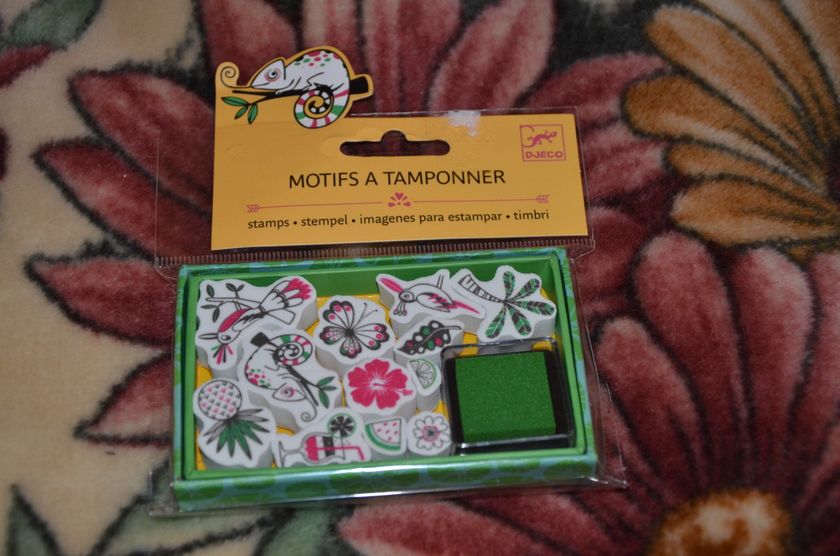 DJECO
MOTIFS A TAMPONNER
stamps • stempel • imagenes para estampar • timbri